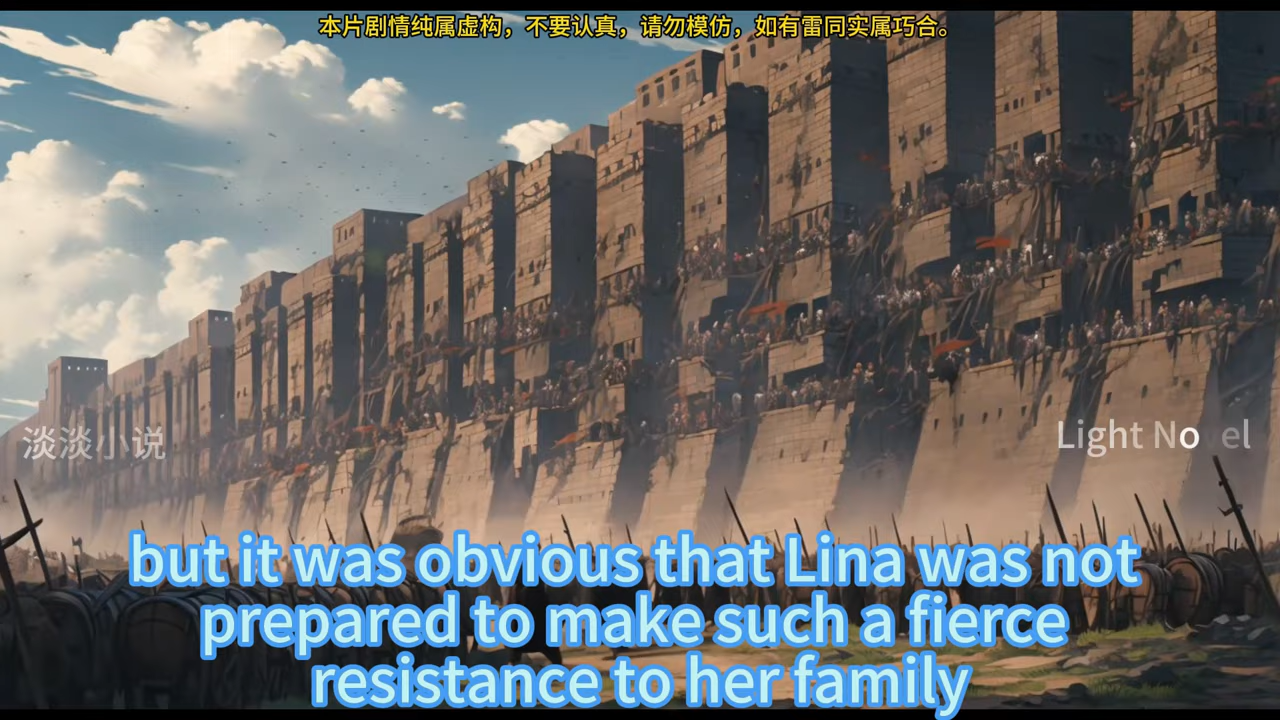 本片剧情纯属虚构，不要认真，请勿模仿，如有雷同实属巧合。
淡淡小说
Light No el
but it was obvious that Lina was not
prepared to make such a fierce
resistance to her family